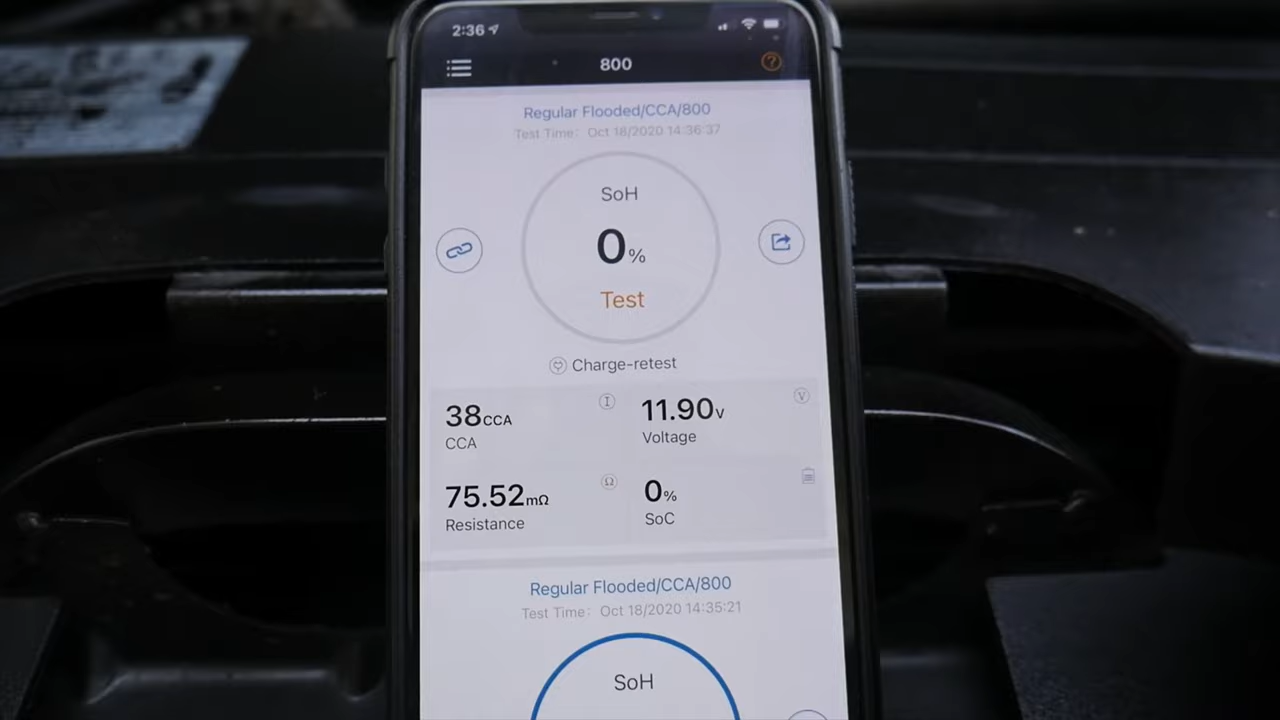 2:36
800
?
Regular Flooded/CCA/800
Test Time: Oct 18/2020 14:36:37
SoH
0%
Test
Charge-retest
38CCA
I
11.90V
V
CCA
Voltage
75.52mΩ
Ω
0%
Resistance
SoC
Regular Flooded/CCA/800
Test Time: Oct 18/2020 14:35:21
SoH